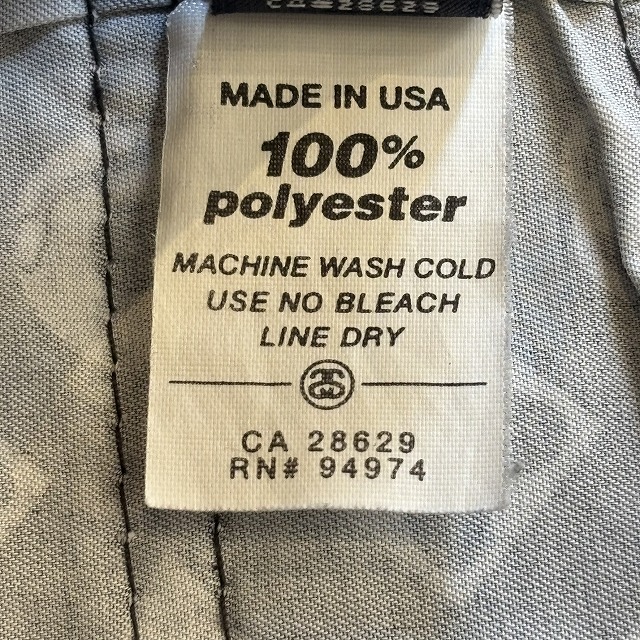 MADE IN USA
100%
polyester
MACHINE WASH COLD
USE NO BLEACH
LINE DRY
CA 28629
RN# 94974